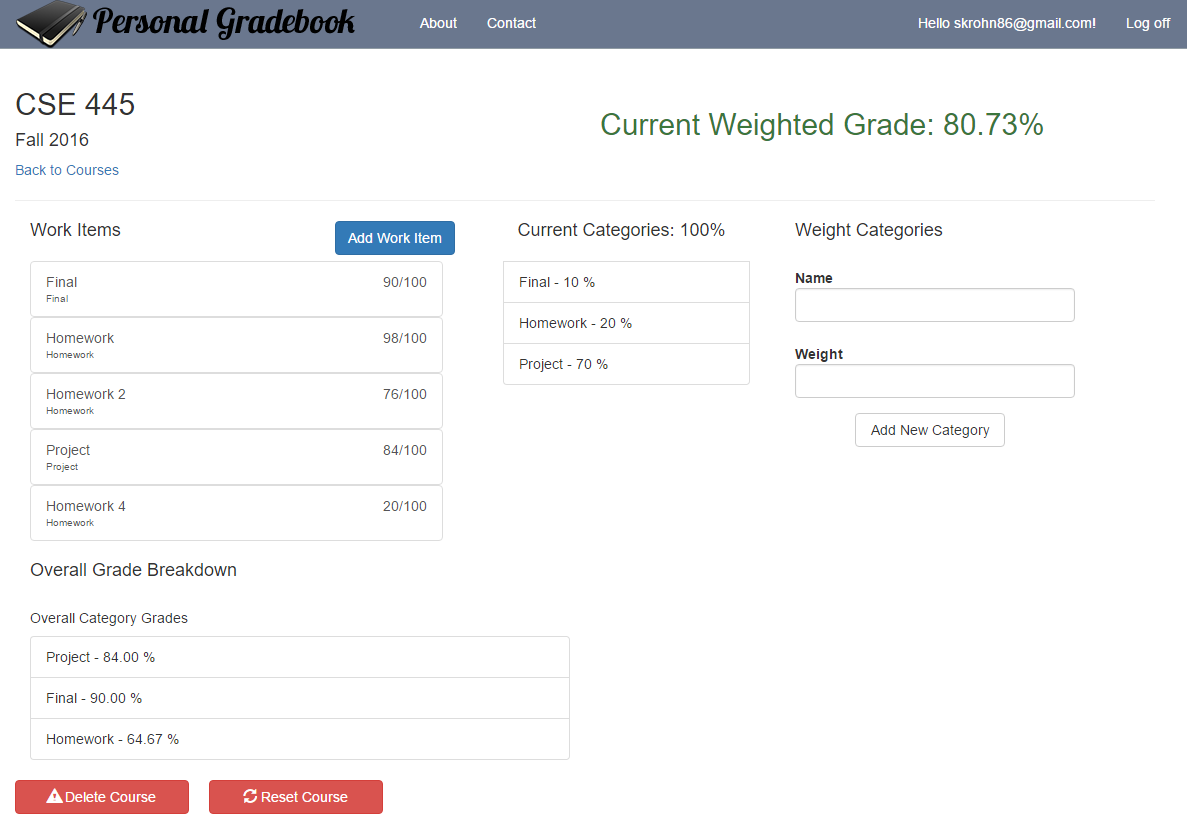 Personal Gradebook
About
Contact
Hello skrohn86@gmail.com!
Log off
CSE 445
Fall 2016
Back to Courses
Current Weighted Grade: 80.73%
Work Items
Add Work Item
Final 90/100
Final
Homework 98/100
Homework
Homework 2 76/100
Homework
Project 84/100
Project
Homework 4 20/100
Homework
Current Categories: 100%
Final - 10 %
Homework - 20 %
Project - 70 %
Weight Categories
Name
Weight
Add New Category
Overall Grade Breakdown
Overall Category Grades
Project - 84.00 %
Final - 90.00 %
Homework - 64.67 %
Delete Course
Reset Course